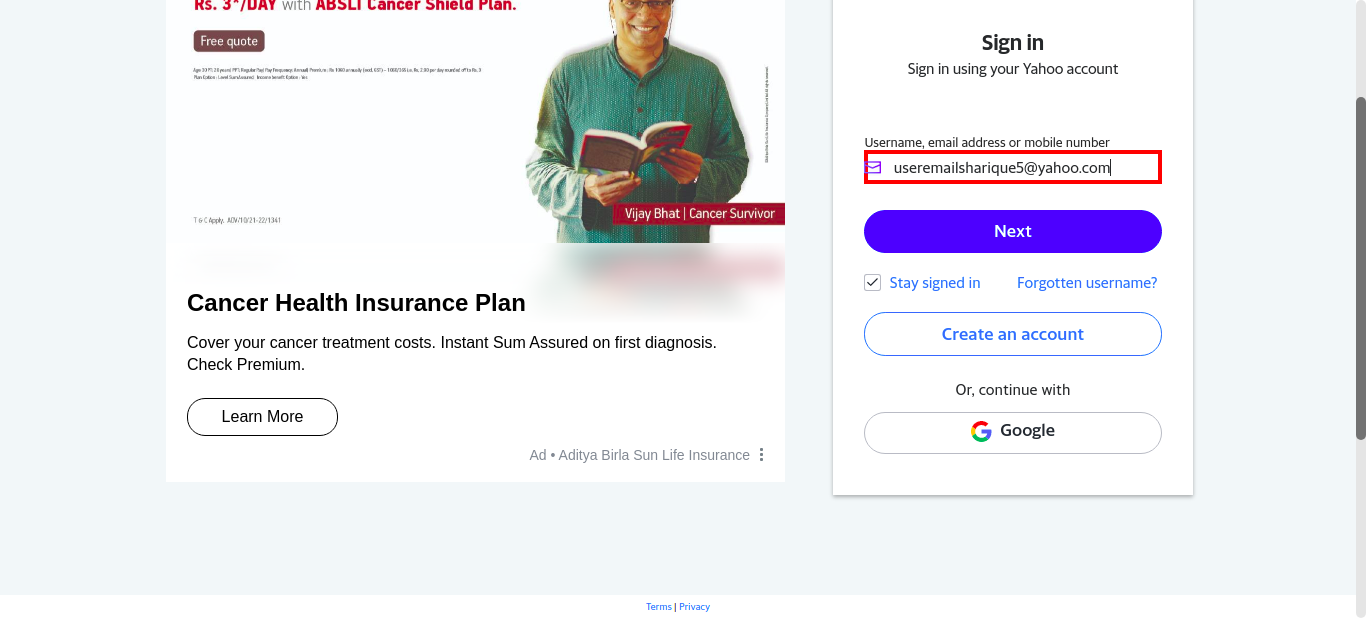 Rs. 3*/DAY with ABSLI Cancer Shield Plan.
Free quote
T & C Apply. ADV/10/21-22/1341
Vijay Bhat | Cancer Survivor
Cancer Health Insurance Plan
Cover your cancer treatment costs. Instant Sum Assured on first diagnosis.
Check Premium.
Learn More
Ad • Aditya Birla Sun Life Insurance
Sign in
Sign in using your Yahoo account
Username, email address or mobile number
useremailsharique5@yahoo.com
Next
Stay signed in
Forgotten username?
Create an account
Or, continue with
Google
Terms | Privacy